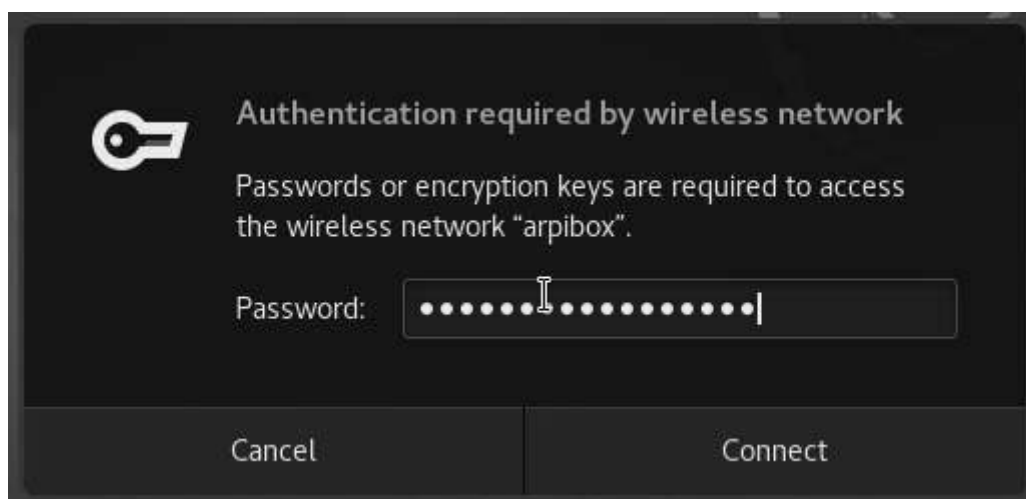 Authentication required by wireless network
Passwords or encryption keys are required to access
the wireless network “arpibox”.
Password: •••••••••••••••••
Cancel
Connect